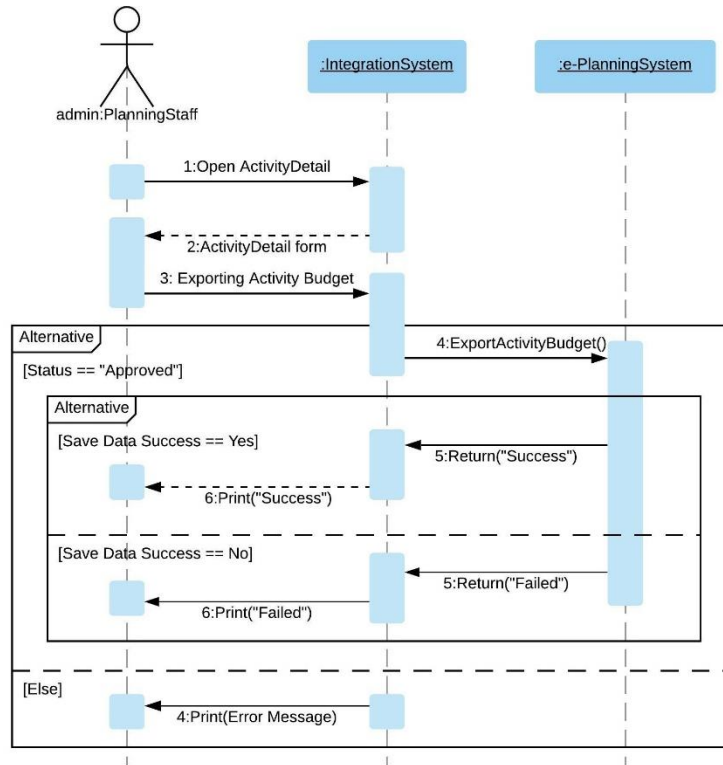 :IntegrationSystem
:e-PlanningSystem
admin:PlanningStaff
1:Open ActivityDetail
2:ActivityDetail form
3: Exporting Activity Budget
Alternative
4:ExportActivityBudget()
[Status == "Approved"]
Alternative
[Save Data Success == Yes]
5:Return("Success")
6:Print("Success")
[Save Data Success == No]
5:Return("Failed")
6:Print("Failed")
[Else]
4:Print(Error Message)